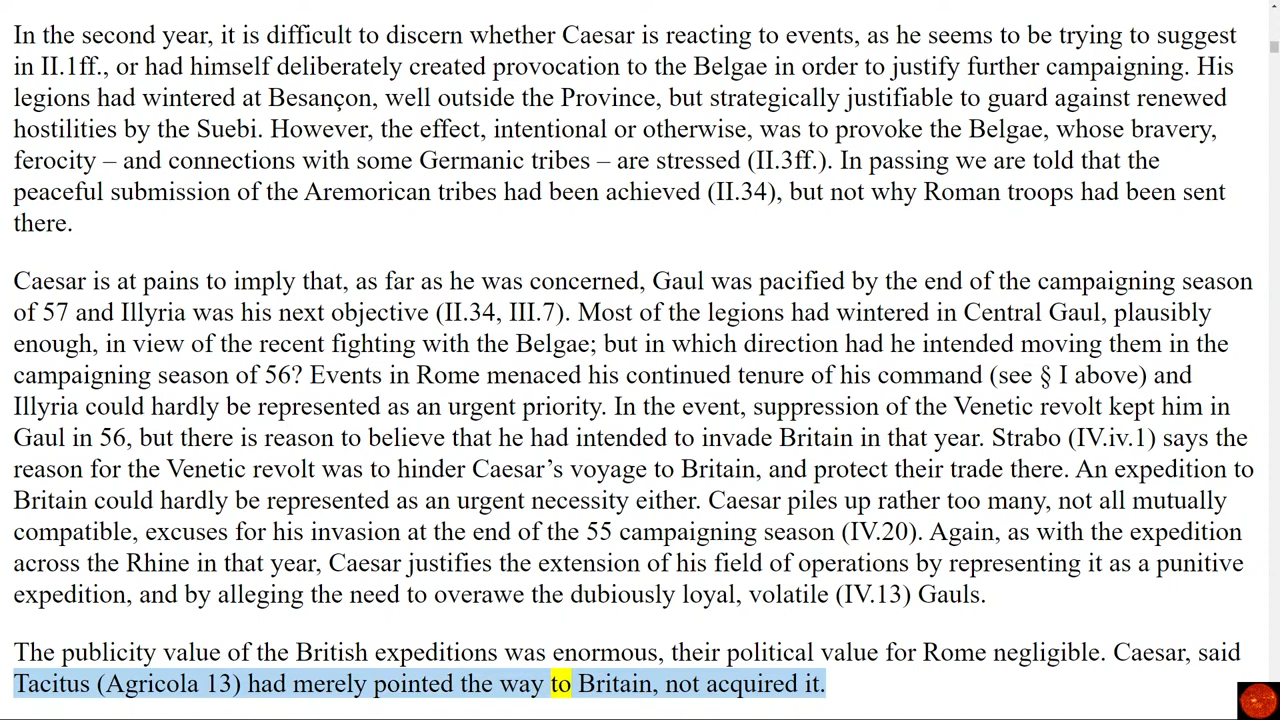 In the second year, it is difficult to discern whether Caesar is reacting to events, as he seems to be trying to suggest
in II.1ff., or had himself deliberately created provocation to the Belgae in order to justify further campaigning. His
legions had wintered at Besançon, well outside the Province, but strategically justifiable to guard against renewed
hostilities by the Suebi. However, the effect, intentional or otherwise, was to provoke the Belgae, whose bravery,
ferocity – and connections with some Germanic tribes – are stressed (II.3ff.). In passing we are told that the
peaceful submission of the Aremorican tribes had been achieved (II.34), but not why Roman troops had been sent
there.
Caesar is at pains to imply that, as far as he was concerned, Gaul was pacified by the end of the campaigning season
of 57 and Illyria was his next objective (II.34, III.7). Most of the legions had wintered in Central Gaul, plausibly
enough, in view of the recent fighting with the Belgae; but in which direction had he intended moving them in the
campaigning season of 56? Events in Rome menaced his continued tenure of his command (see § I above) and
Illyria could hardly be represented as an urgent priority. In the event, suppression of the Venetic revolt kept him in
Gaul in 56, but there is reason to believe that he had intended to invade Britain in that year. Strabo (IV.iv.1) says the
reason for the Venetic revolt was to hinder Caesar’s voyage to Britain, and protect their trade there. An expedition to
Britain could hardly be represented as an urgent necessity either. Caesar piles up rather too many, not all mutually
compatible, excuses for his invasion at the end of the 55 campaigning season (IV.20). Again, as with the expedition
across the Rhine in that year, Caesar justifies the extension of his field of operations by representing it as a punitive
expedition, and by alleging the need to overawe the dubiously loyal, volatile (IV.13) Gauls.
The publicity value of the British expeditions was enormous, their political value for Rome negligible. Caesar, said
Tacitus (Agricola 13) had merely pointed the way to Britain, not acquired it.